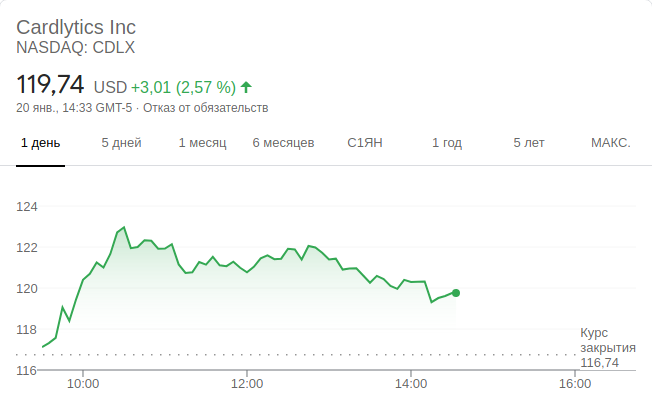 Cardlytics Inc
NASDAQ: CDLX
119,74 USD +3,01 (2,57 %)
20 янв., 14:33 GMT-5 · Отказ от обязательств
1 день 5 дней 1 месяц 6 месяцев С1ЯН 1 год 5 лет МАКС.
124
122
120
118
Курс
закрытия
116,74
116
10:00 12:00 14:00 16:00